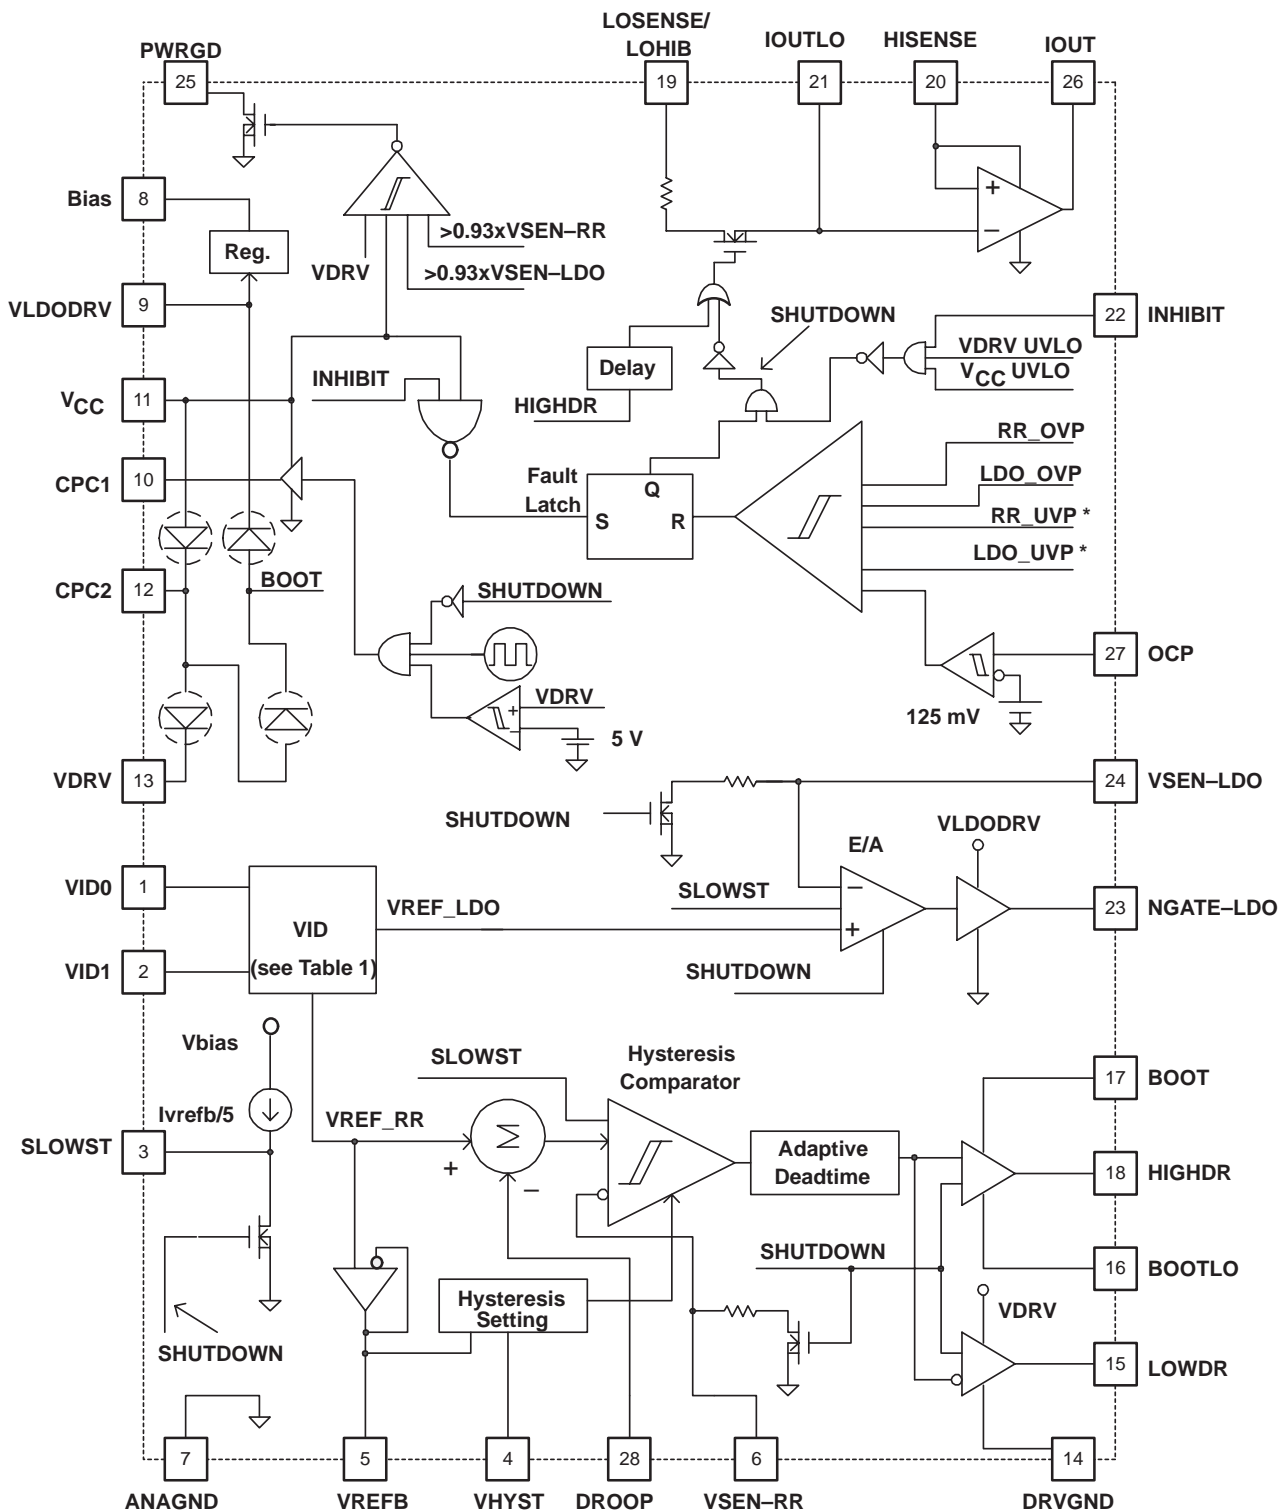 LOSENSE/
LOHIB
IOUTLO
HISENSE
IOUT
PWRGD
25
19
21
20
26
Bias
8
Reg.
+
−
>0.93xVSEN–RR
VDRV
>0.93xVSEN–LDO
VLDODRV
9
SHUTDOWN
22
INHIBIT
VDRV UVLO
VCC UVLO
Delay
INHIBIT
HIGHDR
VCC
11
RR_OVP
CPC1
10
Fault
Latch
Q
S
R
LDO_OVP
RR_UVP *
LDO_UVP *
CPC2
12
BOOT
SHUTDOWN
27
OCP
VDRV
+
−
5 V
125 mV
VDRV
13
24
VSEN–LDO
SHUTDOWN
VLDODRV
E/A
VID0
1
−
SLOWST
VREF_LDO
+
23
NGATE–LDO
VID
(see Table 1)
VID1
2
SHUTDOWN
Vbias
Hysteresis
Comparator
SLOWST
17
BOOT
Ivrefb/5
VREF_RR
Σ
+
−
Adaptive
Deadtime
SLOWST
3
18
HIGHDR
SHUTDOWN
16
BOOTLO
Hysteresis
Setting
VDRV
SHUTDOWN
15
LOWDR
7
5
4
28
6
14
ANAGND
VREFB
VHYST
DROOP
VSEN–RR
DRVGND